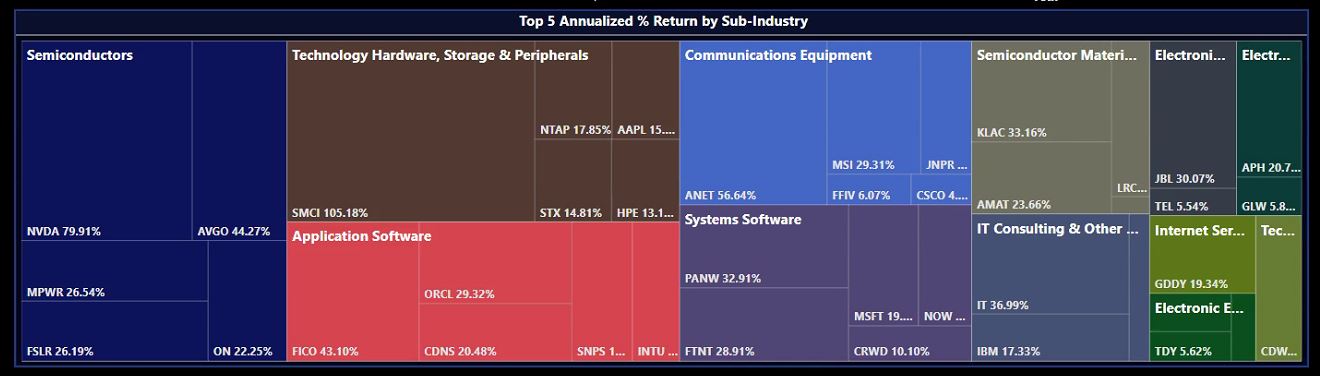 Top 5 Annualized % Return by Sub-Industry
Semiconductors
NVDA 79.91%
AVGO 44.27%
MPWR 26.54%
FSLR 26.19%
ON 22.25%
Technology Hardware, Storage & Peripherals
SMCI 105.18%
NTAP 17.85%
AAPL 15....
STX 14.81%
HPE 13.1...
Application Software
FICO 43.10%
ORCL 29.32%
CDNS 20.48%
SNPS 1...
INTU ...
Communications Equipment
ANET 56.64%
MSI 29.31%
JNPR ...
FFIV 6.07%
CSCO 4....
Systems Software
PANW 32.91%
FTNT 28.91%
MSFT 19....
NOW ...
CRWD 10.10%
Semiconductor Materi...
KLAC 33.16%
AMAT 23.66%
LRC...
IT Consulting & Other ...
IT 36.99%
IBM 17.33%
Electroni...
JBL 30.07%
TEL 5.54%
Electr...
APH 20.7...
GLW 5.8...
Internet Ser...
GDDY 19.34%
Electronic E...
TDY 5.62%
Tec...
CDW...